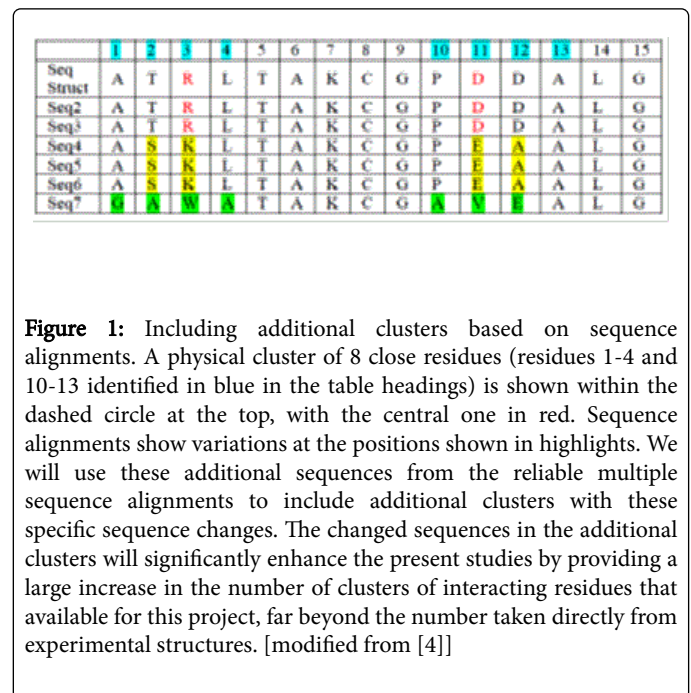 1 2 3 4 5 6 7 8 9 10 11 12 13 14 15
Seq Struct A T R L T A K C G P D D A L G
Seq2 A T R L T A K C G P D D A L G
Seq3 A T R L T A K C G P D D A L G
Seq4 A S K L T A K C G P E A A L G
Seq5 A S K L T A K C G P E A A L G
Seq6 A S K L T A K C G P E A A L G
Seq7 G A W A T A K C G A V E A L G
Figure 1: Including additional clusters based on sequence
alignments. A physical cluster of 8 close residues (residues 1-4 and
10-13 identified in blue in the table headings) is shown within the
dashed circle at the top, with the central one in red. Sequence
alignments show variations at the positions shown in highlights. We
will use these additional sequences from the reliable multiple
sequence alignments to include additional clusters with these
specific sequence changes. The changed sequences in the additional
clusters will significantly enhance the present studies by providing a
large increase in the number of clusters of interacting residues that
available for this project, far beyond the number taken directly from
experimental structures. [modified from [4]]